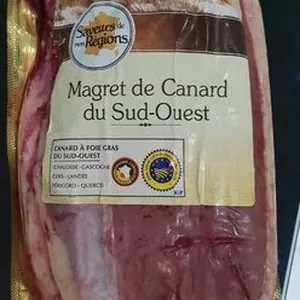 Saveurs de
nos Régions
Magret de Canard
du Sud-Ouest
CANARD À FOIE GRAS
DU SUD-OUEST
CHALOSSE - GASCOGNE
GERS - LANDES
PÉRIGORD - QUERCY
IGP